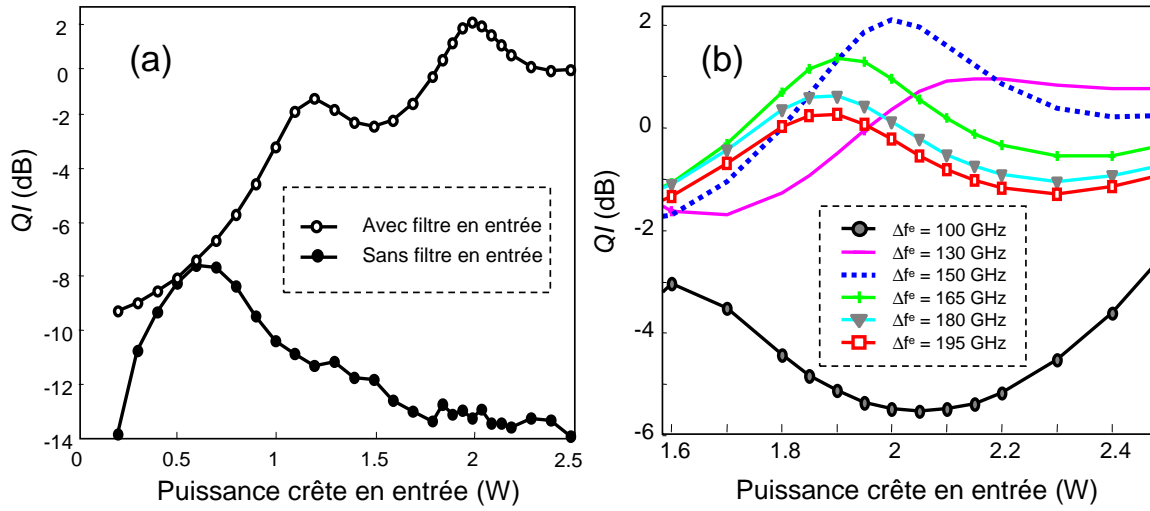 (a)
QI (dB)
2
0
-2
-4
-6
-8
-10
-12
-14
0
0.5
1
1.5
2
2.5
Avec filtre en entrée
Sans filtre en entrée
Puissance crête en entrée (W)
(b)
QI (dB)
2
0
-2
-4
-6
1.6
1.8
2
2.2
2.4
Δfᵉ = 100 GHz
Δfᵉ = 130 GHz
Δfᵉ = 150 GHz
Δfᵉ = 165 GHz
Δfᵉ = 180 GHz
Δfᵉ = 195 GHz
Puissance crête en entrée (W)